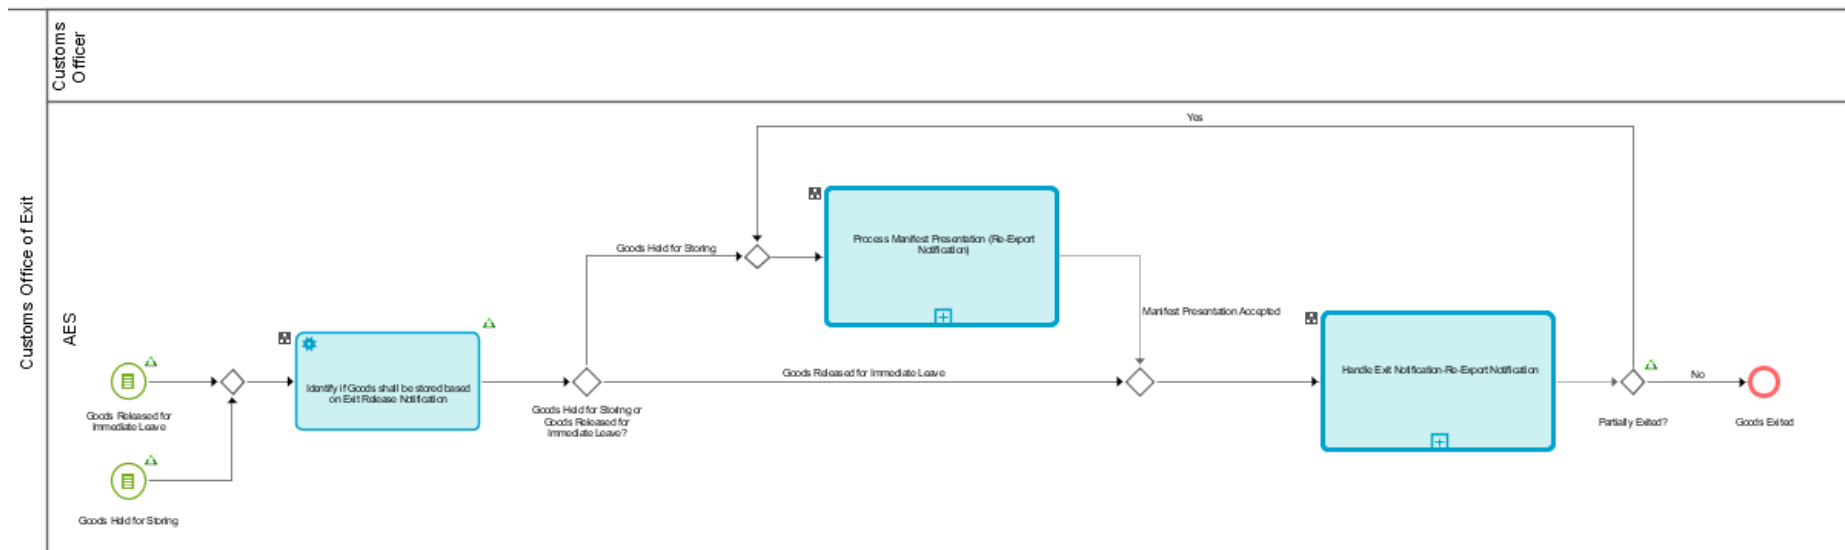 Customs
Officer
Customs Office of Exit
AES
Yes
Goods Held for Storing
Process Manifest Presentation (Re-Export
Notification)
Manifest Presentation Accepted
Goods Released for Immediate Leave
Handle Exit Notification-Re-Export Notification
Identify if Goods shall be stored based
on Exit Release Notification
Goods Held for Storing or
Goods Released for
Immediate Leave?
Goods Released for
Immediate Leave
Partially Exited?
No
Goods Exited
Goods Held for Storing